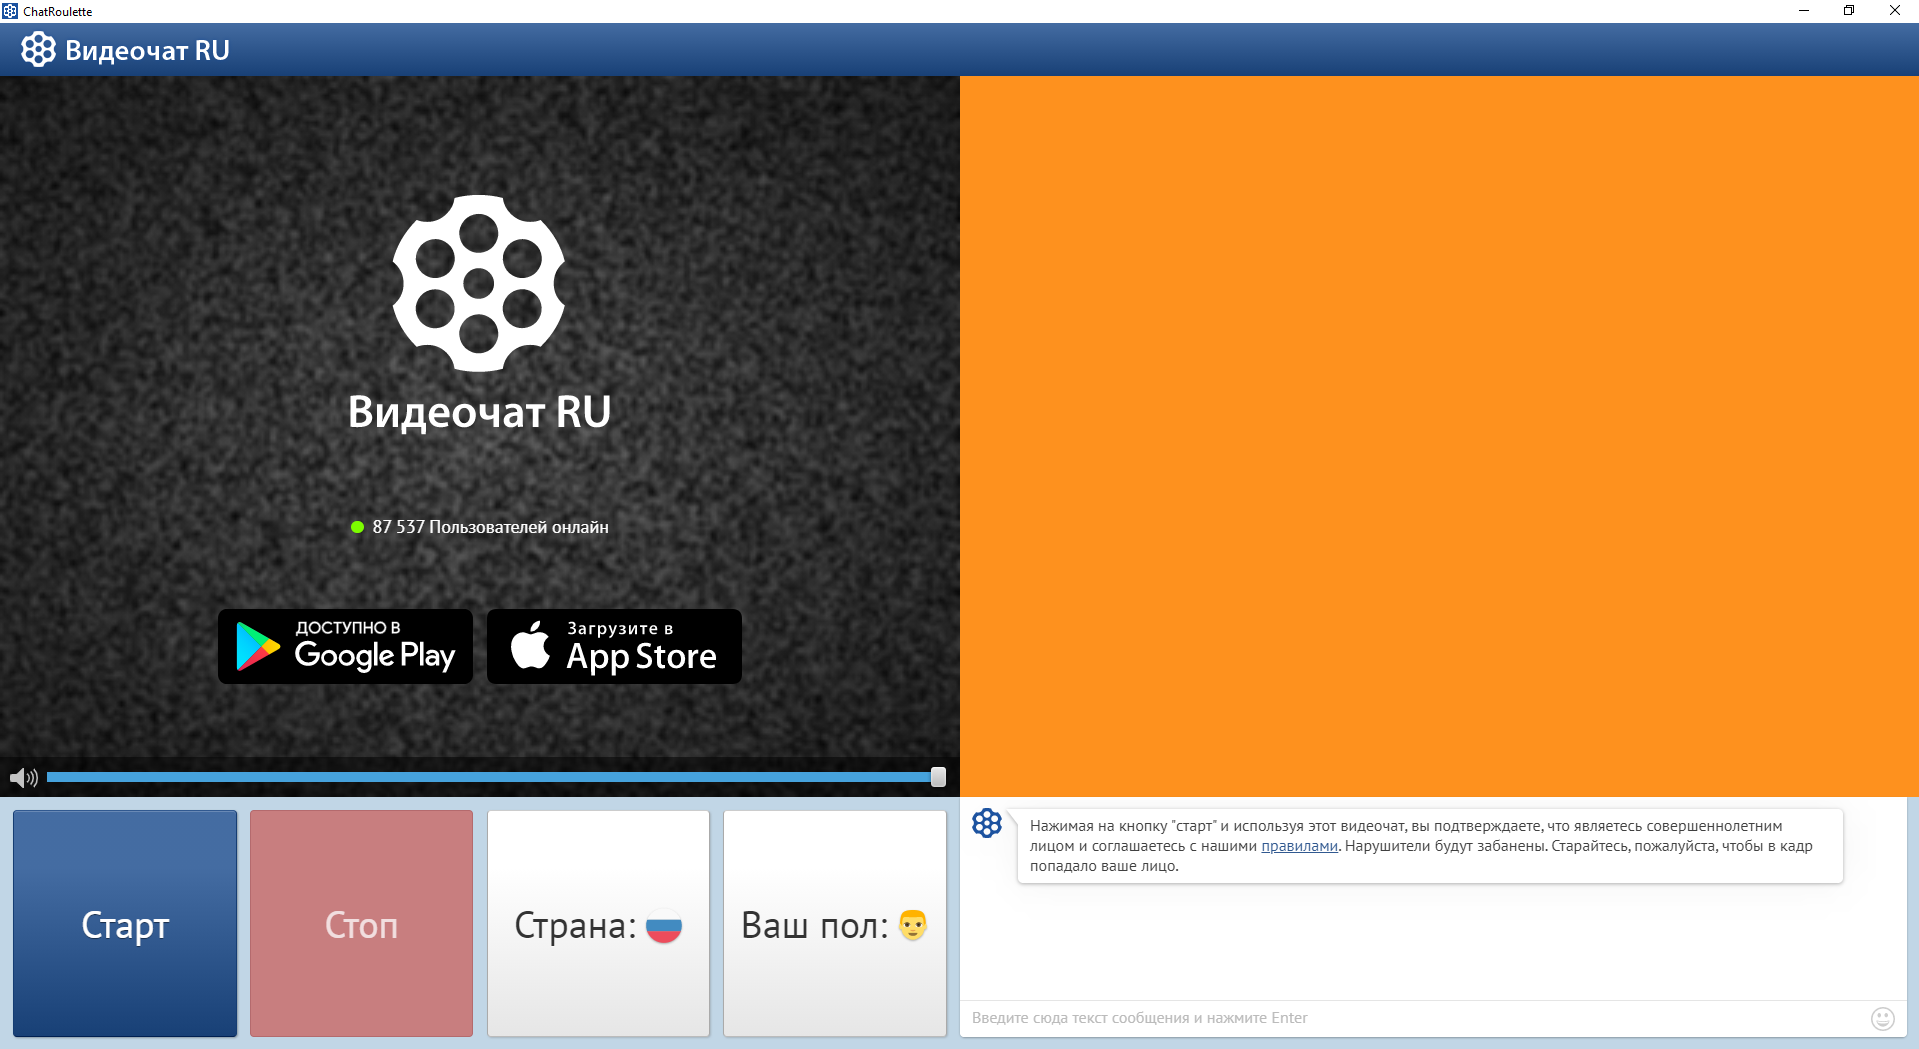 ChatRoulette
Видеочат RU
Видеочат RU
87 537 Пользователей онлайн
ДОСТУПНО В
Google Play
Загрузите в
App Store
Старт
Стоп
Страна:
Ваш пол:
Нажимая на кнопку "старт" и используя этот видеочат, вы подтверждаете, что являетесь совершеннолетним
лицом и соглашаетесь с нашими правилами. Нарушители будут забанены. Старайтесь, пожалуйста, чтобы в кадр
попадало ваше лицо.
Введите сюда текст сообщения и нажмите Enter